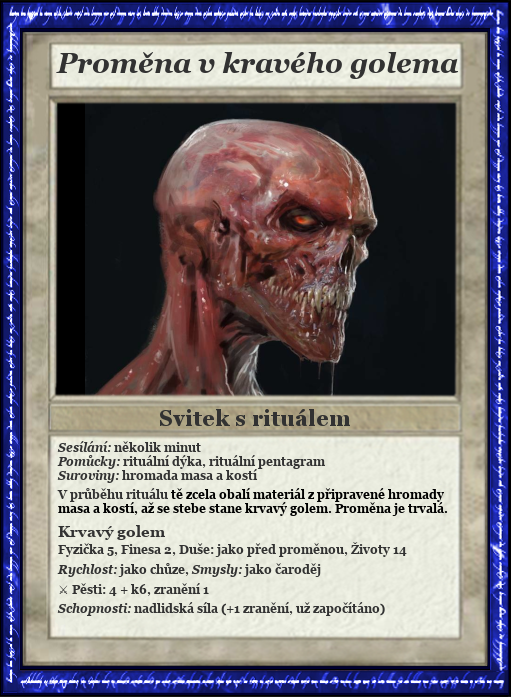 Proměna v kravého golema
Svitek s rituálem
Sesílání: několik minut
Pomůcky: rituální dýka, rituální pentagram
Suroviny: hromada masa a kostí
V průběhu rituálu tě zcela obalí materiál z připravené hromady
masa a kostí, až se stebe stane krvavý golem. Proměna je trvalá.
Krvavý golem
Fyzička 5, Finesa 2, Duše: jako před proměnou, Životy 14
Rychlost: jako chůze, Smysly: jako čaroděj
⚔ Pěsti: 4 + k6, zranění 1
Schopnosti: nadlidská síla (+1 zranění, už započítáno)